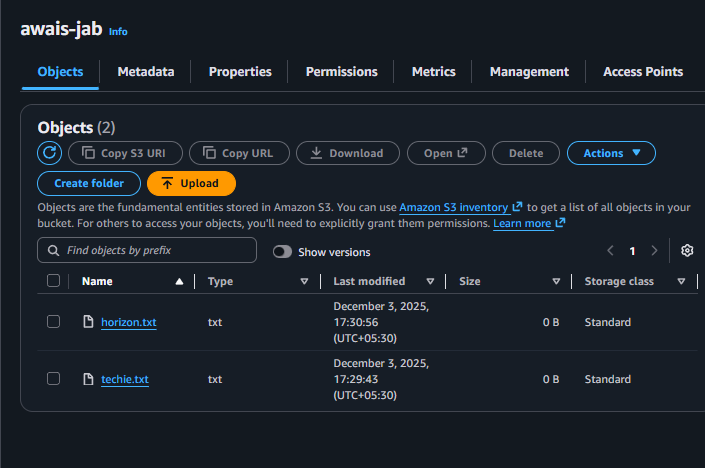 awais-jab Info
Objects Metadata Properties Permissions Metrics Management Access Points
Objects (2)
Copy S3 URI Copy URL Download Open Delete Actions
Create folder Upload
Objects are the fundamental entities stored in Amazon S3. You can use Amazon S3 inventory to get a list of all objects in your
bucket. For others to access your objects, you'll need to explicitly grant them permissions. Learn more
Find objects by prefix Show versions 1
Name Type Last modified Size Storage class
December 3, 2025,
horizon.txt txt 17:30:56 0 B Standard
(UTC+05:30)
December 3, 2025,
techie.txt txt 17:29:43 0 B Standard
(UTC+05:30)